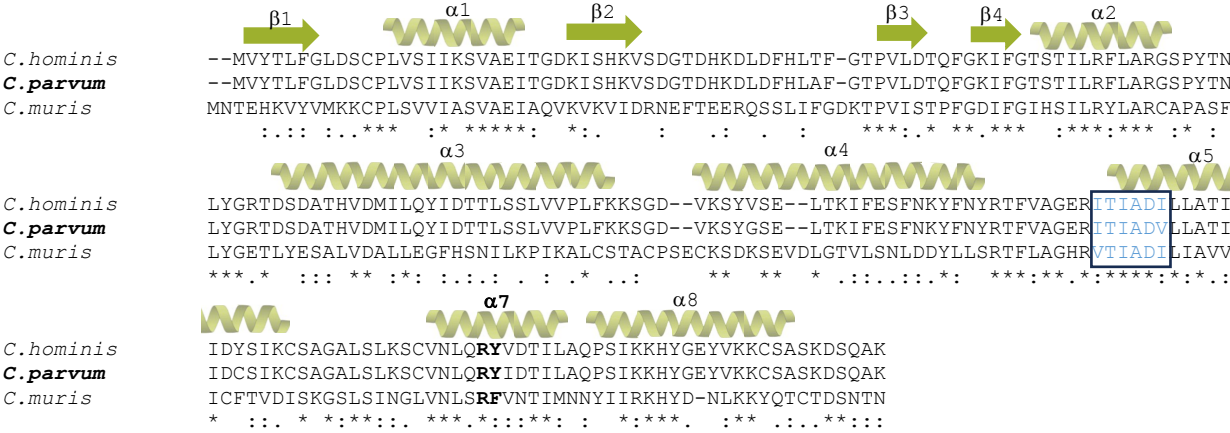 β1 α1 β2 β3 β4 α2
C.hominis --MVYTLFGLDSCPLVSIIKSVAEITGDKISHKVSDGTDHKDLDFHLTF-GTPVLDTQFGKIFGTSTILRFLARGSPYTN
C.parvum --MVYTLFGLDSCPLVSIIKSVAEITGDKISHKVSDGTDHKDLDFHLAF-GTPVLDTQFGKIFGTSTILRFLARGSPYTN
C.muris MNTEHKVYVMKKCPLSVVIASVAEIAQVKVKVIDRNEFTEERQSSLIFGDKTPVISTPFGDIFGIHSILRYLARCAPASF
:.:: :..*** :* *****: *:. : .: . : ***:.* **.*** :***:*** :* :
α3 α4 α5
C.hominis LYGRTDSDATHVDMILQYIDTTLSSLVVPLFKKSGD--VKSYVSE--LTKIFESFNKYFNYRTFVAGERITIADILLATI
C.parvum LYGRTDSDATHVDMILQYIDTTLSSLVVPLFKKSGD--VKSYGSE--LTKIFESFNKYFNYRTFVAGERITIADVLLATI
C.muris LYGETLYESALVDALLEGFHSNILKPIKALCSTACPSECKSDKSEVDLGTVLSNLDDYLLSRTFLAGHRVTIADILIAVV
***.* ::: ** :*: :.:.: . : .* .: ** ** * .::..::.*: ***:**.*:****:*:*.:
α7 α8
C.hominis IDYSIKCSAGALSLKSCVNLQRYVDTILAQPSIKKHYGEYVKKCSASKDSQAK
C.parvum IDCSIKCSAGALSLKSCVNLQRYIDTILAQPSIKKHYGEYVKKCSASKDSQAK
C.muris ICFTVDISKGSLSINGLVNLSRFVNTIMNNYIIRKHYD-NLKKYQTCTDSNTN
* ::. * *:**::. ***.*:::**: : *:***. :** .:..**:::